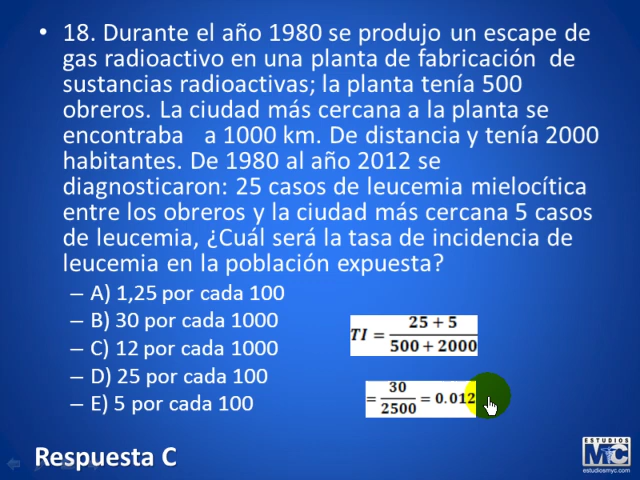 • 18. Durante el año 1980 se produjo un escape de
gas radioactivo en una planta de fabricación de
sustancias radioactivas; la planta tenía 500
obreros. La ciudad más cercana a la planta se
encontraba a 1000 km. De distancia y tenía 2000
habitantes. De 1980 al año 2012 se
diagnosticaron: 25 casos de leucemia mielocítica
entre los obreros y la ciudad más cercana 5 casos
de leucemia, ¿Cuál será la tasa de incidencia de
leucemia en la población expuesta?
– A) 1,25 por cada 100
– B) 30 por cada 1000
– C) 12 por cada 1000
– D) 25 por cada 100
– E) 5 por cada 100
TI = (25 + 5) / (500 + 2000)
= 30 / 2500 = 0.012
Respuesta C
ESTUDIOS
MC
estudiosmyc.com